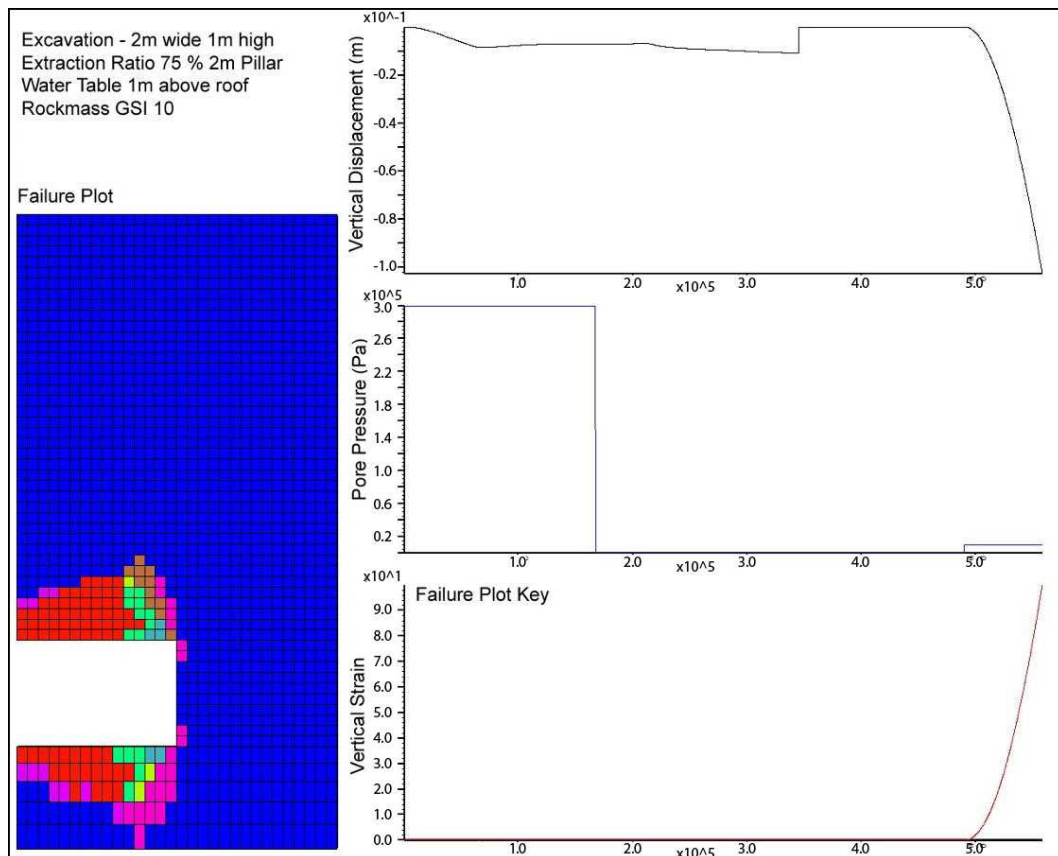 Excavation - 2m wide 1m high
Extraction Ratio 75 % 2m Pillar
Water Table 1m above roof
Rockmass GSI 10
Failure Plot
x10^-1
Vertical Displacement (m)
-0.2
-0.4
-0.6
-0.8
-1.0
1.0
2.0
x10^5
3.0
4.0
5.0
x10^5
Pore Pressure (Pa)
3.0
2.6
2.2
1.8
1.4
1.0
0.6
0.2
1.0
2.0
x10^5
3.0
4.0
5.0
x10^1
Failure Plot Key
Vertical Strain
9.0
8.0
7.0
6.0
5.0
4.0
3.0
2.0
1.0
0.0
1.0
2.0
x10^5
3.0
4.0
5.0